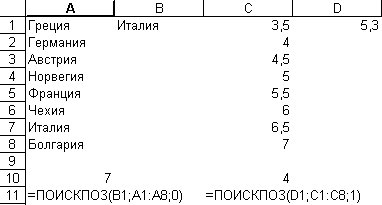 A B C D
1 Греция Италия 3,5 5,3
2 Германия 4
3 Австрия 4,5
4 Норвегия 5
5 Франция 5,5
6 Чехия 6
7 Италия 6,5
8 Болгария 7
9
10 7 4
11 =ПОИСКПОЗ(B1;A1:A8;0) =ПОИСКПОЗ(D1;C1:C8;1)